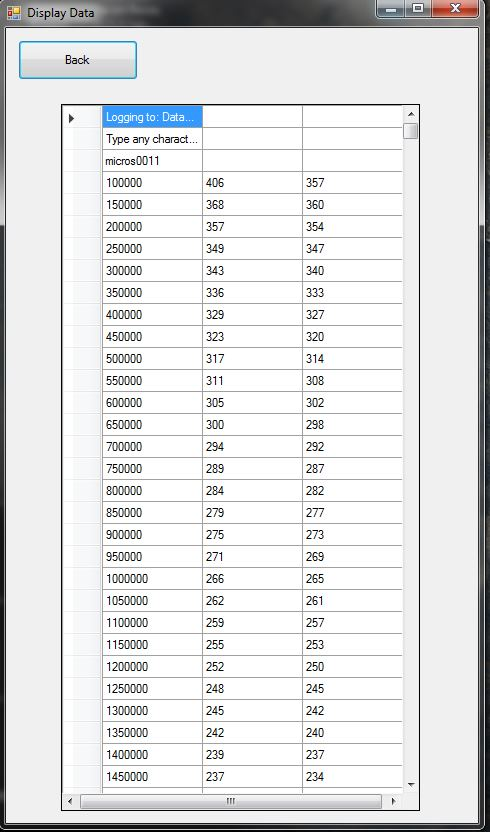 Display Data
Back
Logging to: Data...
Type any charact...
micros0011
100000 406 357
150000 368 360
200000 357 354
250000 349 347
300000 343 340
350000 336 333
400000 329 327
450000 323 320
500000 317 314
550000 311 308
600000 305 302
650000 300 298
700000 294 292
750000 289 287
800000 284 282
850000 279 277
900000 275 273
950000 271 269
1000000 266 265
1050000 262 261
1100000 259 257
1150000 255 253
1200000 252 250
1250000 248 245
1300000 245 242
1350000 242 240
1400000 239 237
1450000 237 234